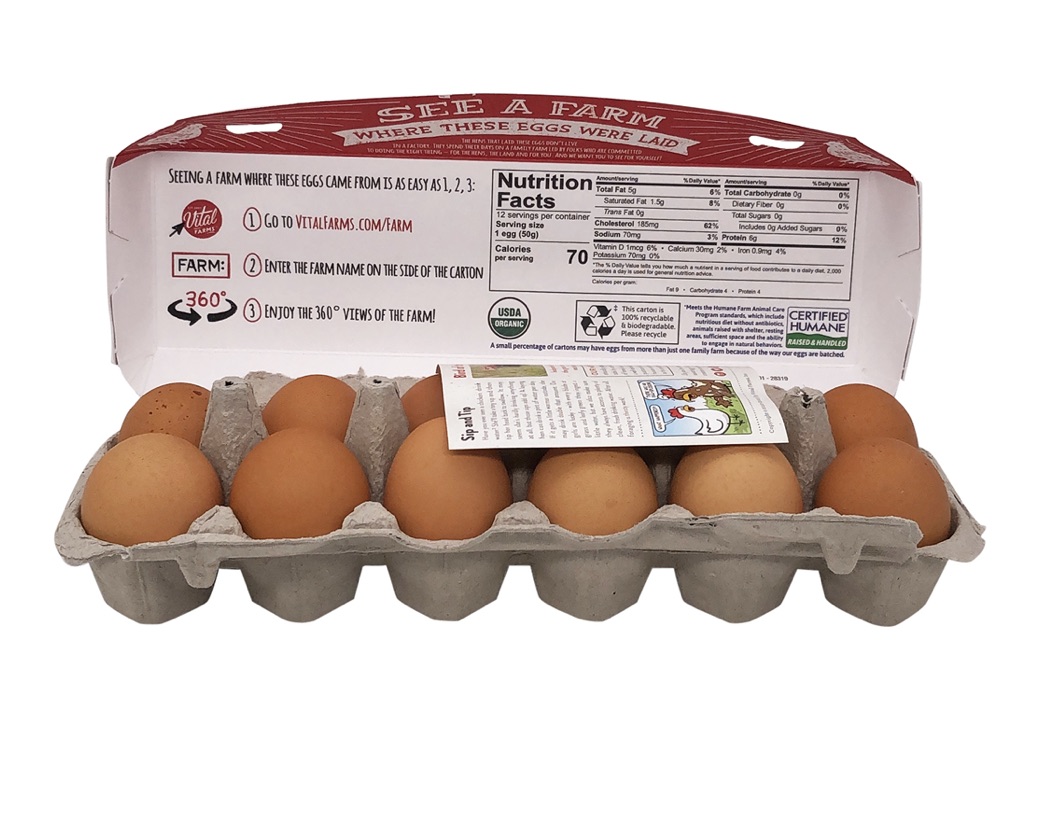 SEE A FARM
WHERE THESE EGGS WERE LAID
THE HENS THAT LAID THESE EGGS DON'T LIVE
IN A FACTORY. THEY SPEND THEIR DAYS ON A FAMILY FARM LED BY FOLKS WHO ARE COMMITTED
TO DOING THE RIGHT THING — FOR THE HENS, THE LAND AND FOR YOU. AND WE WANT YOU TO SEE FOR YOURSELF!
SEEING A FARM WHERE THESE EGGS CAME FROM IS AS EASY AS 1, 2, 3:
Vital
FARMS
1 GO TO VITALFARMS.COM/FARM
FARM:
2 ENTER THE FARM NAME ON THE SIDE OF THE CARTON
360°
3 ENJOY THE 360° VIEWS OF THE FARM!
Nutrition
Facts
12 servings per container
Serving size
1 egg (50g)
Calories
per serving
70
Amount/serving % Daily Value*
Total Fat 5g 6%
Saturated Fat 1.5g 8%
Trans Fat 0g
Cholesterol 185mg 62%
Sodium 70mg 3%
Amount/serving % Daily Value*
Total Carbohydrate 0g 0%
Dietary Fiber 0g 0%
Total Sugars 0g
Includes 0g Added Sugars 0%
Protein 6g 12%
Vitamin D 1mcg 6% • Calcium 30mg 2% • Iron 0.9mg 4%
Potassium 70mg 0%
*The % Daily Value tells you how much a nutrient in a serving of food contributes to a daily diet. 2,000
calories a day is used for general nutrition advice.
Calories per gram:
Fat 9 • Carbohydrate 4 • Protein 4
USDA
ORGANIC
‡ This carton is
100% recyclable
& biodegradable.
Please recycle
*Meets the Humane Farm Animal Care
Program standards, which include
nutritious diet without antibiotics,
animals raised with shelter, resting
areas, sufficient space and the ability
to engage in natural behaviors.
CERTIFIED
HUMANE
RAISED & HANDLED
A small percentage of cartons may have eggs from more than just one family farm because of the way our eggs are batched.
- 28319
Sip and Tip